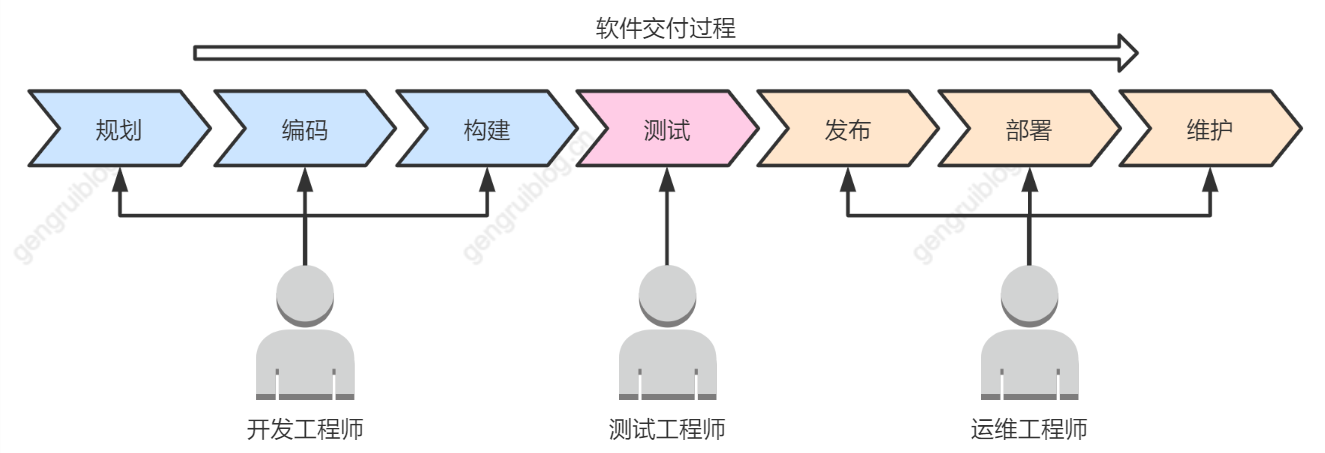 软件交付过程
规划
编码
构建
测试
发布
部署
维护
gengruiblog
gengruiblog.cn
gengruiblog
开发工程师
测试工程师
运维工程师